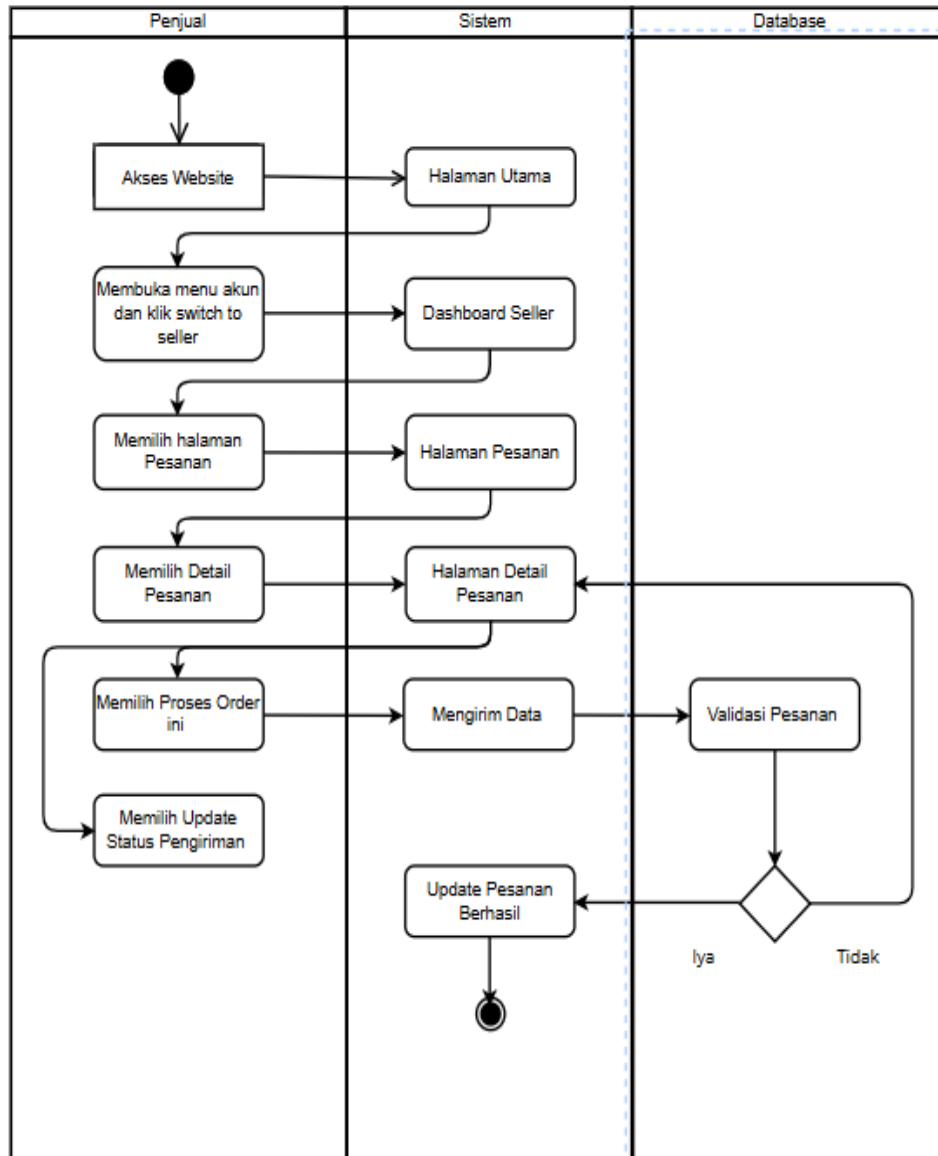 Penjual
Sistem
Database
Akses Website
Halaman Utama
Membuka menu akun
dan klik switch to
seller
Dashboard Seller
Memilih halaman
Pesanan
Halaman Pesanan
Memilih Detail
Pesanan
Halaman Detail
Pesanan
Memilih Proses Order
ini
Mengirim Data
Validasi Pesanan
Memilih Update
Status Pengiriman
Update Pesanan
Berhasil
Iya
Tidak